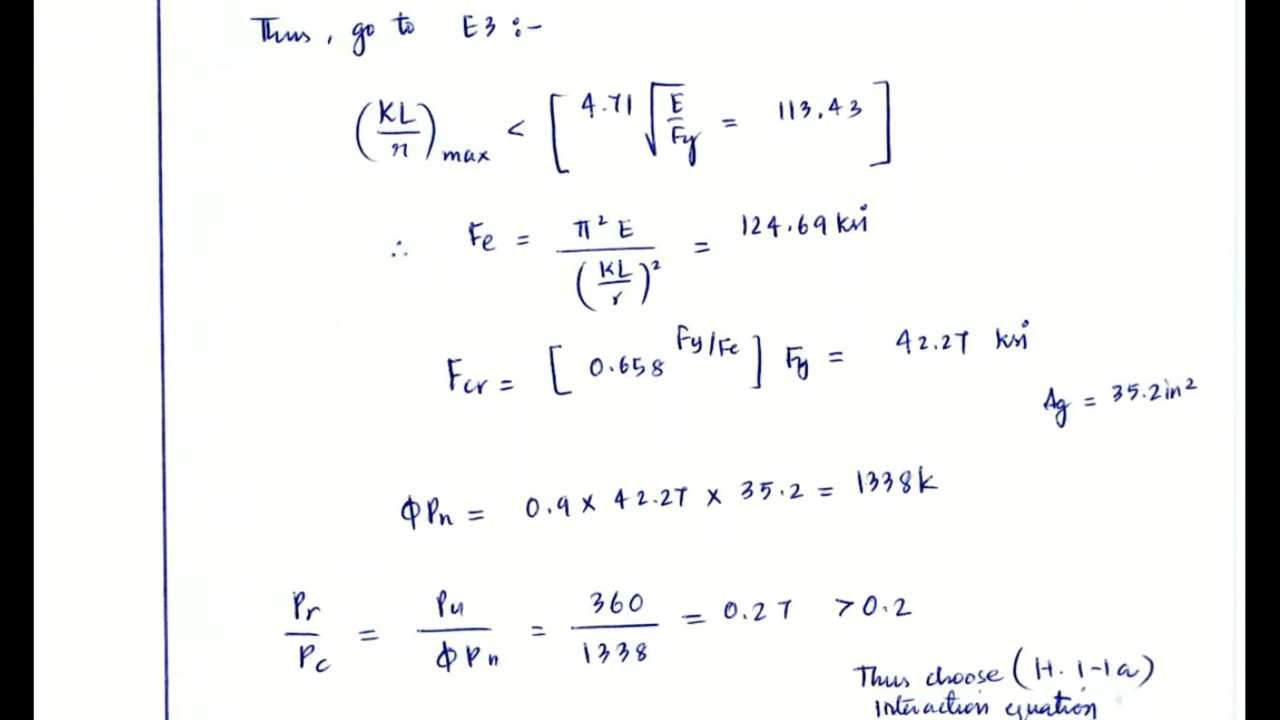 Thus, go to E3 :-
(KL/r)max < [4.71 √(E/Fy) = 113.43]
∴ Fe = π² E / (KL/r)² = 124.69 ksi
Fcr = [0.658^(Fy/Fe)] Fy = 42.27 ksi
Ag = 35.2 in²
ΦPn = 0.9 × 42.27 × 35.2 = 1338k
Pr/Pc = Pu/ΦPn = 360/1338 = 0.27 > 0.2
Thus choose (H.1-1a)
interaction equation